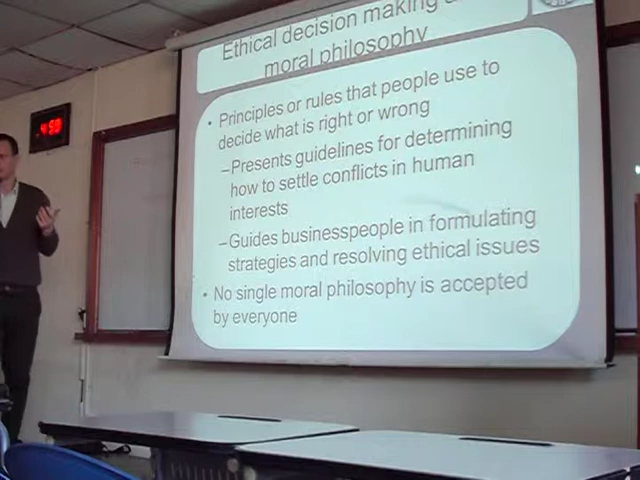 4:50
Ethical decision making a
moral philosophy
• Principles or rules that people use to
decide what is right or wrong
–Presents guidelines for determining
how to settle conflicts in human
interests
–Guides businesspeople in formulating
strategies and resolving ethical issues
• No single moral philosophy is accepted
by everyone